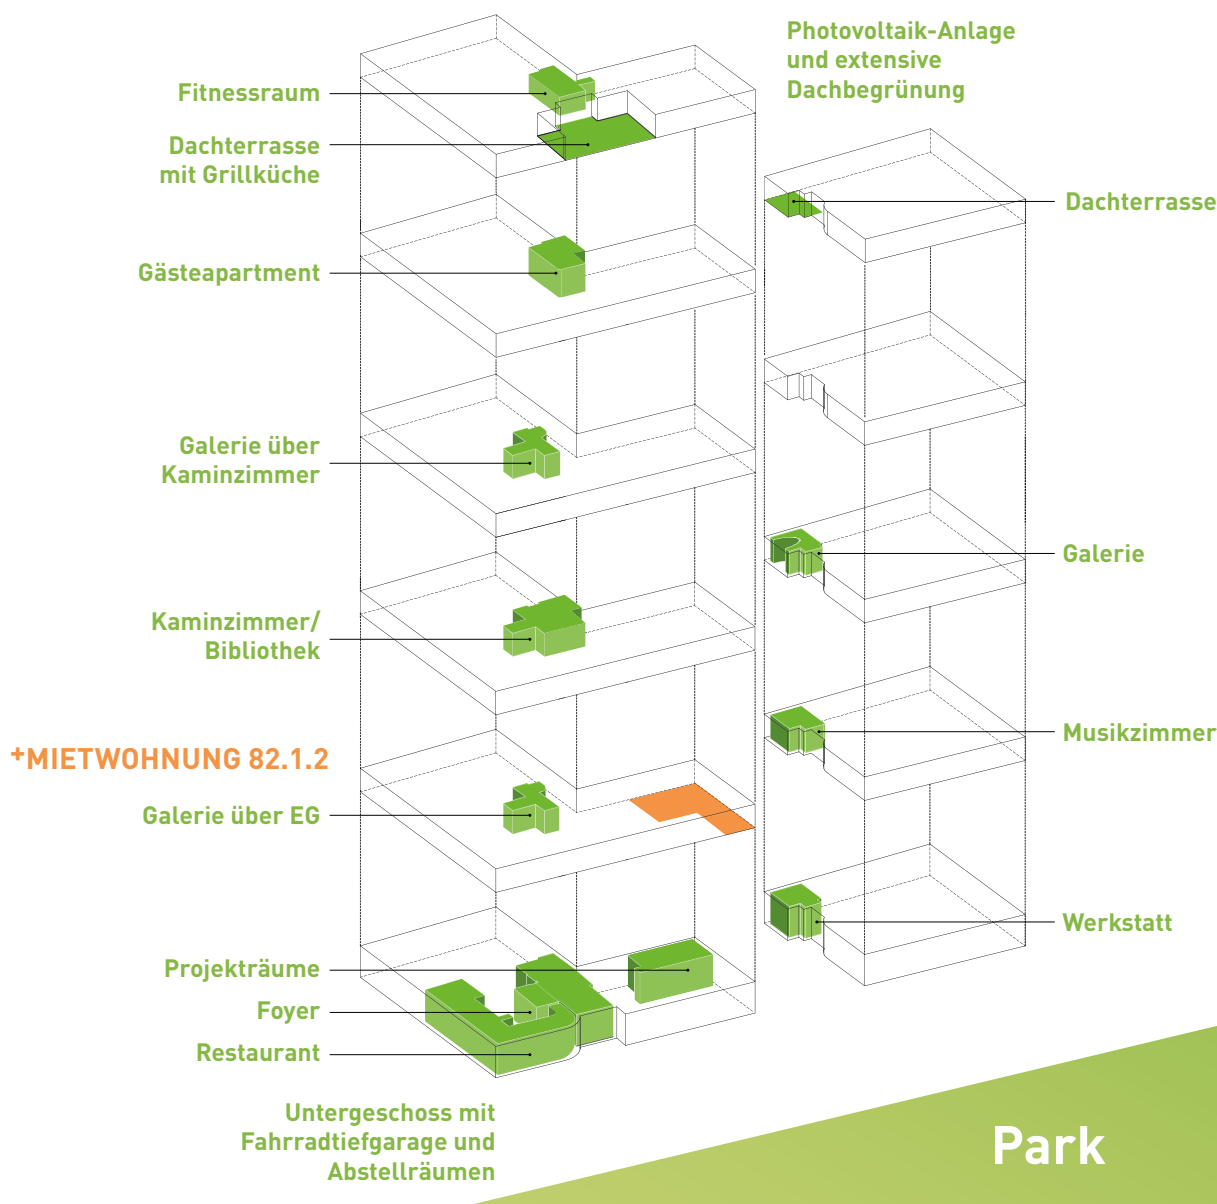 Photovoltaik-Anlage
und extensive
Dachbegrünung
Fitnessraum
Dachterrasse
mit Grillküche
Dachterrasse
Gästeapartment
Galerie über
Kaminzimmer
Galerie
Kaminzimmer/
Bibliothek
Musikzimmer
+MIETWOHNUNG 82.1.2
Galerie über EG
Werkstatt
Projekträume
Foyer
Restaurant
Untergeschoss mit
Fahrradtiefgarage und
Abstellräumen
Park